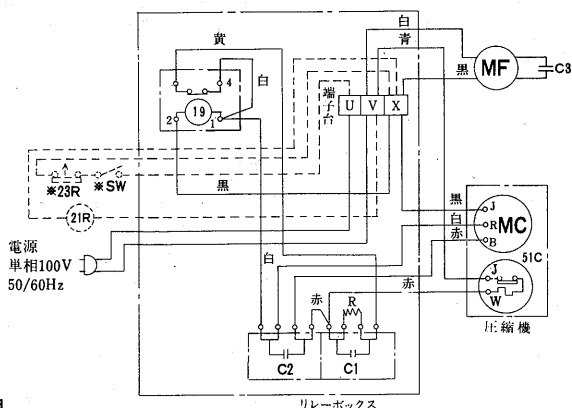 白
青
黒
MF
C3
黄
4
白
19
2
1
端子台
U V X
※23R
※SW
黒
21R
電源
単相100V
50/60Hz
黒
白
赤
J
R
B
MC
51C
J
W
圧縮機
白
赤
R
赤
C2
C1
リレーボックス